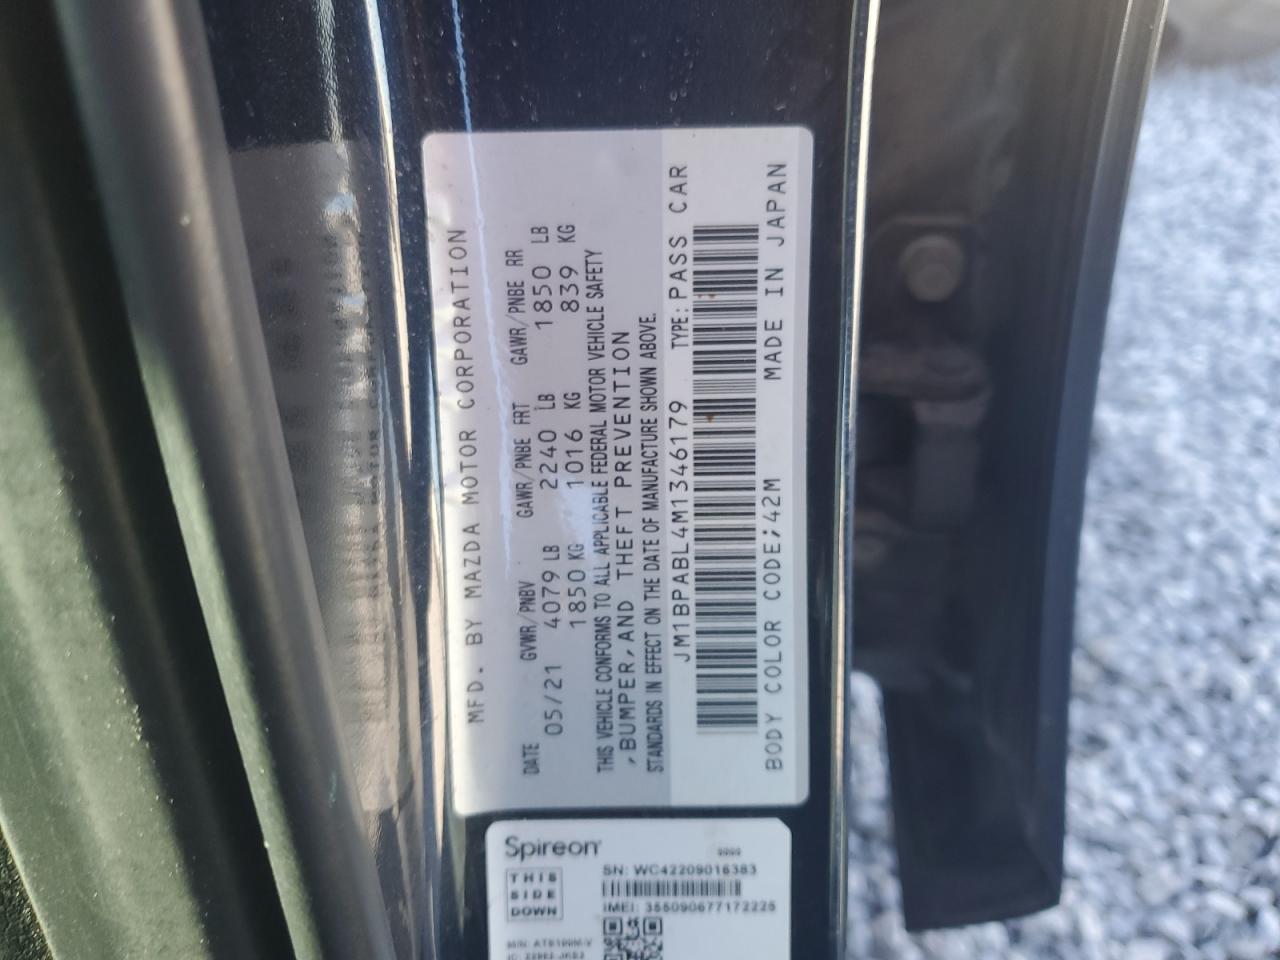 MFD. BY MAZDA MOTOR CORPORATION
DATE GVWR/PNBV GAWR/PNBE FRT GAWR/PNBE RR
05/21 4079 LB 2240 LB 1850 LB
1850 KG 1016 KG 839 KG
THIS VEHICLE CONFORMS TO ALL APPLICABLE FEDERAL MOTOR VEHICLE SAFETY
,BUMPER,AND THEFT PREVENTION
STANDARDS IN EFFECT ON THE DATE OF MANUFACTURE SHOWN ABOVE.
JM1BPABL4M1346179 TYPE: PASS CAR
BODY COLOR CODE;42M MADE IN JAPAN
Spireon
THIS
SIDE
DOWN
SN: WC42209016383
IMEI: 355090677172225